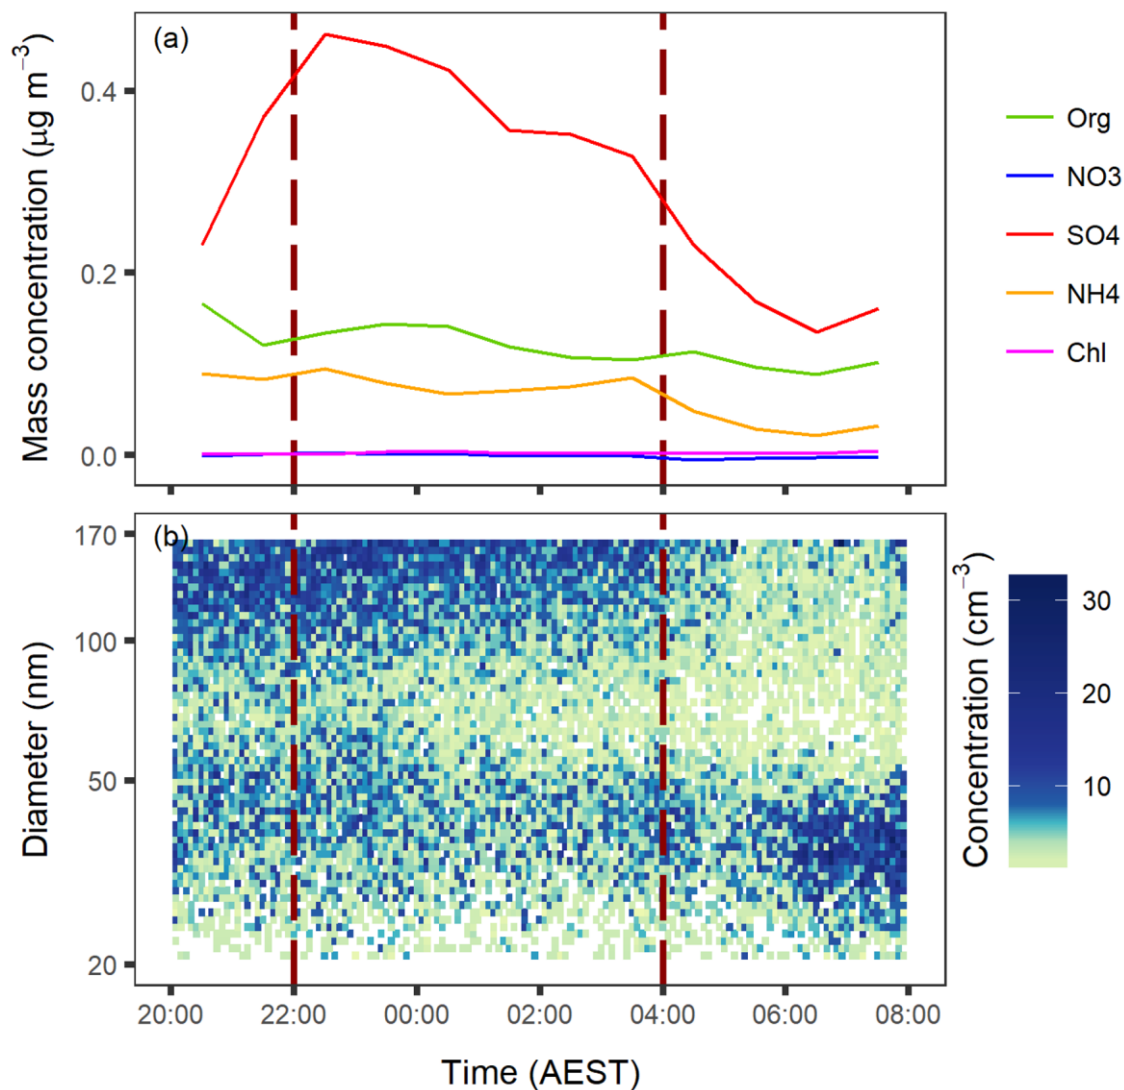 (a)
Mass concentration (μg m⁻³)
0.4
0.2
0.0
Org
NO3
SO4
NH4
Chl
(b)
Diameter (nm)
170
100
50
20
Concentration (cm⁻³)
30
20
10
20:00 22:00 00:00 02:00 04:00 06:00 08:00
Time (AEST)